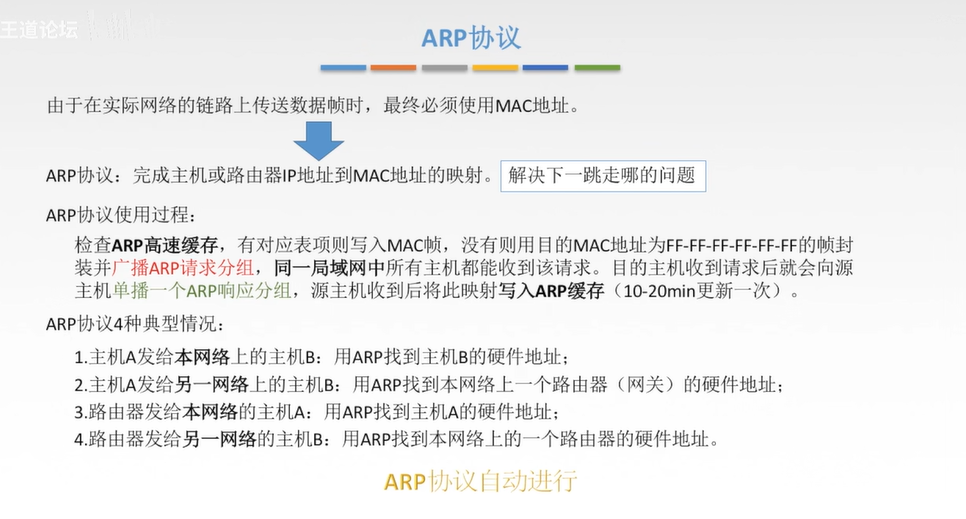 王道论坛
ARP协议
由于在实际网络的链路上传送数据帧时，最终必须使用MAC地址。
ARP协议：完成主机或路由器IP地址到MAC地址的映射。 解决下一跳走哪的问题
ARP协议使用过程：
检查ARP高速缓存，有对应表项则写入MAC帧，没有则用目的MAC地址为FF-FF-FF-FF-FF-FF的帧封
装并广播ARP请求分组，同一局域网中所有主机都能收到该请求。目的主机收到请求后就会向源
主机单播一个ARP响应分组，源主机收到后将此映射写入ARP缓存（10-20min更新一次）。
ARP协议4种典型情况：
1.主机A发给本网络上的主机B：用ARP找到主机B的硬件地址；
2.主机A发给另一网络上的主机B：用ARP找到本网络上一个路由器（网关）的硬件地址；
3.路由器发给本网络的主机A：用ARP找到主机A的硬件地址；
4.路由器发给另一网络的主机B：用ARP找到本网络上的一个路由器的硬件地址。
ARP协议自动进行